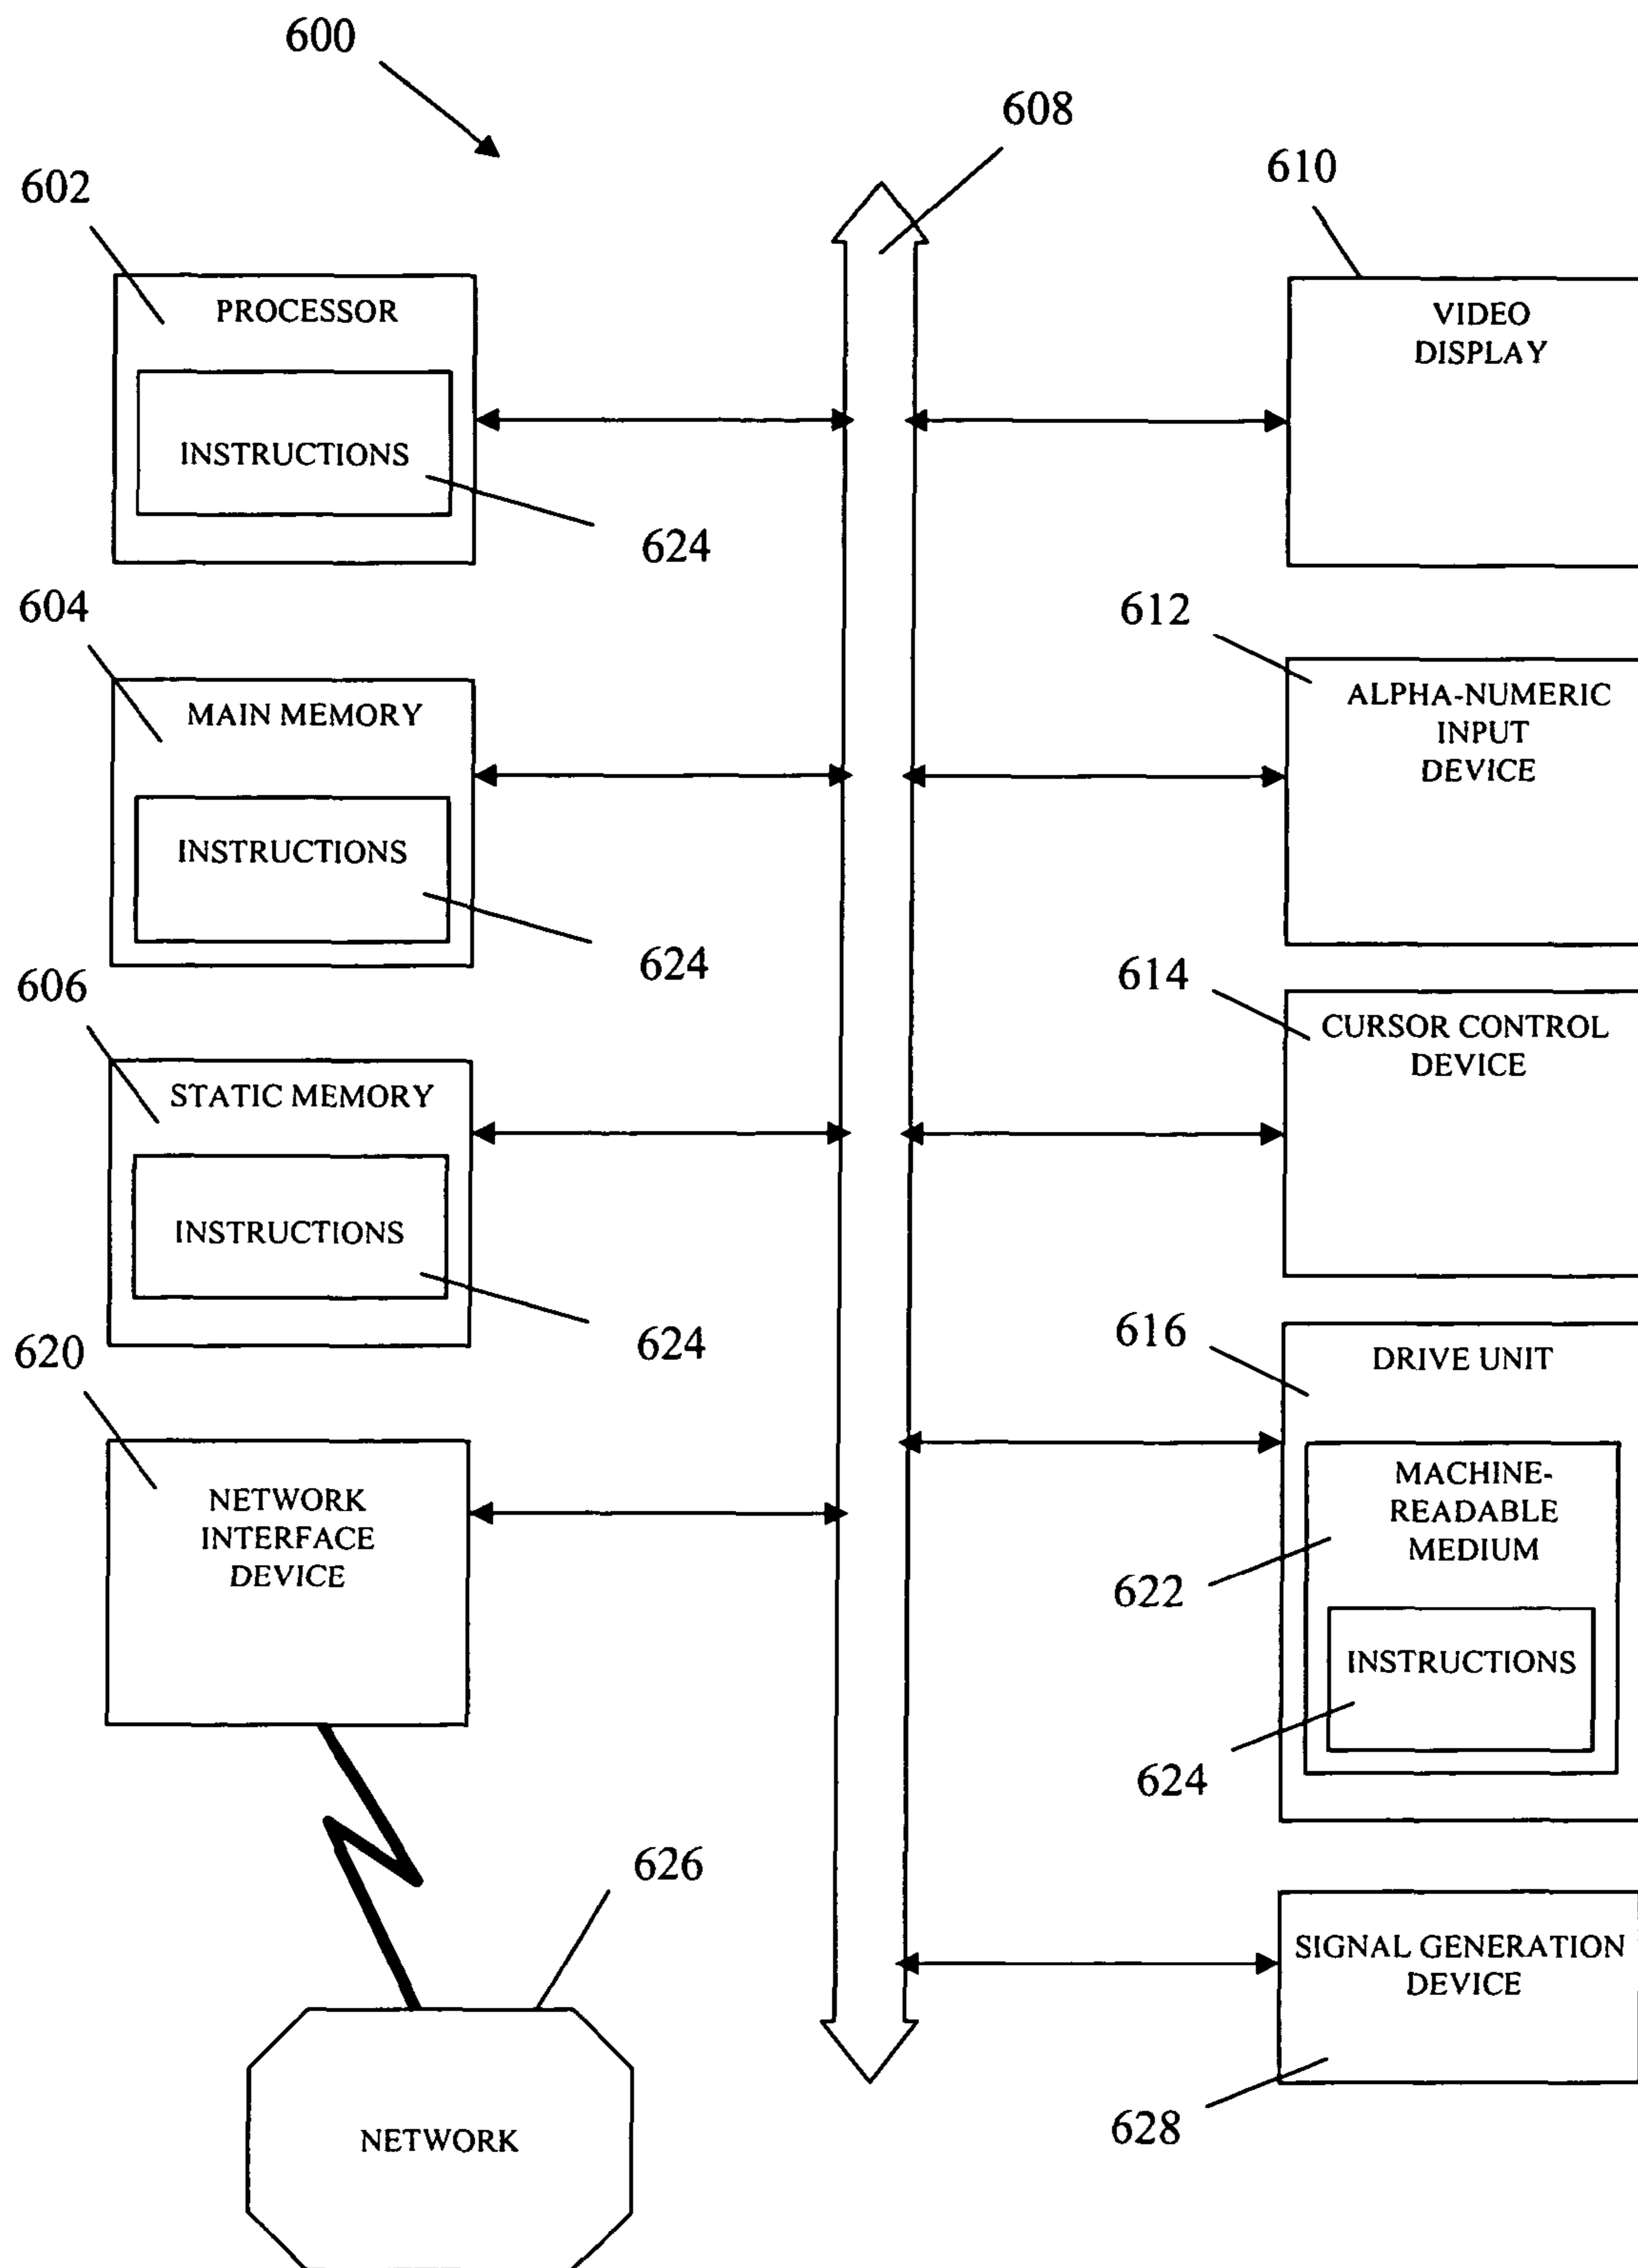 600
608
602
610
PROCESSOR
INSTRUCTIONS
624
VIDEO
DISPLAY
604
612
MAIN MEMORY
INSTRUCTIONS
624
ALPHA-NUMERIC
INPUT
DEVICE
606
614
STATIC MEMORY
INSTRUCTIONS
624
CURSOR CONTROL
DEVICE
620
616
NETWORK
INTERFACE
DEVICE
DRIVE UNIT
MACHINE-
READABLE
MEDIUM
622
INSTRUCTIONS
624
626
NETWORK
SIGNAL GENERATION
DEVICE
628